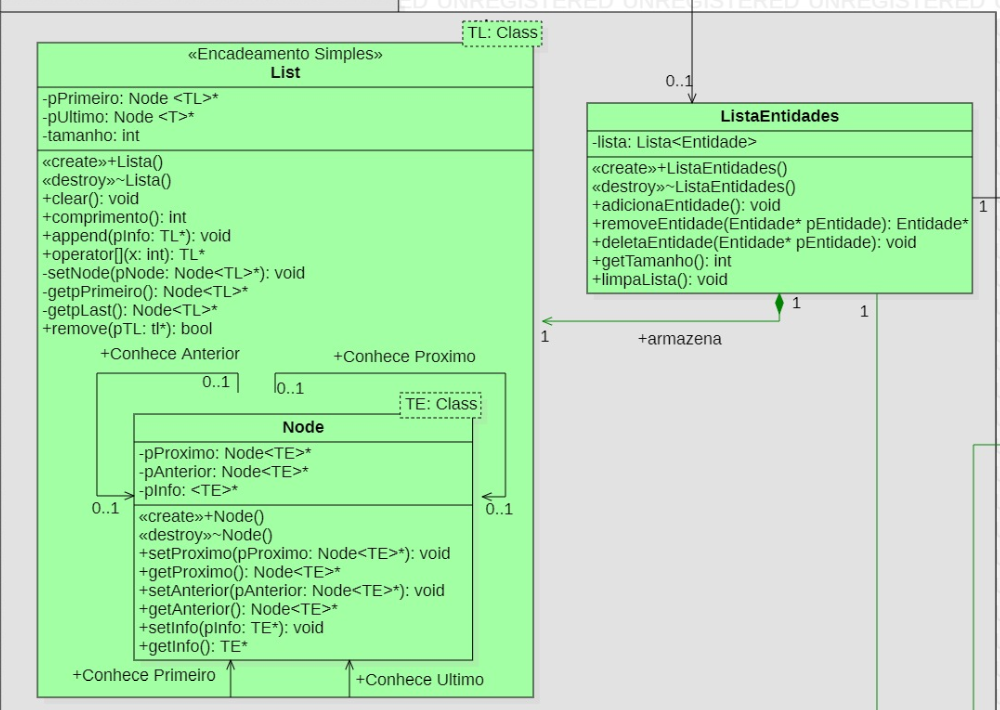 ED UNREGISTERED UNREGISTERED UNREGISTERED
TL: Class
«Encadeamento Simples»
List
-pPrimeiro: Node <TL>*
-pUltimo: Node <T>*
-tamanho: int
«create»+Lista()
«destroy»~Lista()
+clear(): void
+comprimento(): int
+append(pInfo: TL*): void
+operator[](x: int): TL*
-setNode(pNode: Node<TL>*): void
-getpPrimeiro(): Node<TL>*
-getpLast(): Node<TL>*
+remove(pTL: tl*): bool
+Conhece Anterior
+Conhece Proximo
0..1
0..1
TE: Class
Node
-pProximo: Node<TE>*
-pAnterior: Node<TE>*
-pInfo: <TE>*
0..1
0..1
«create»+Node()
«destroy»~Node()
+setProximo(pProximo: Node<TE>*): void
+getProximo(): Node<TE>*
+setAnterior(pAnterior: Node<TE>*): void
+getAnterior(): Node<TE>*
+setInfo(pInfo: TE*): void
+getInfo(): TE*
+Conhece Primeiro
+Conhece Ultimo
0..1
ListaEntidades
-lista: Lista<Entidade>
«create»+ListaEntidades()
«destroy»~ListaEntidades()
+adicionaEntidade(): void
+removeEntidade(Entidade* pEntidade): Entidade*
+deletaEntidade(Entidade* pEntidade): void
+getTamanho(): int
+limpaLista(): void
1
1
1
1
+armazena